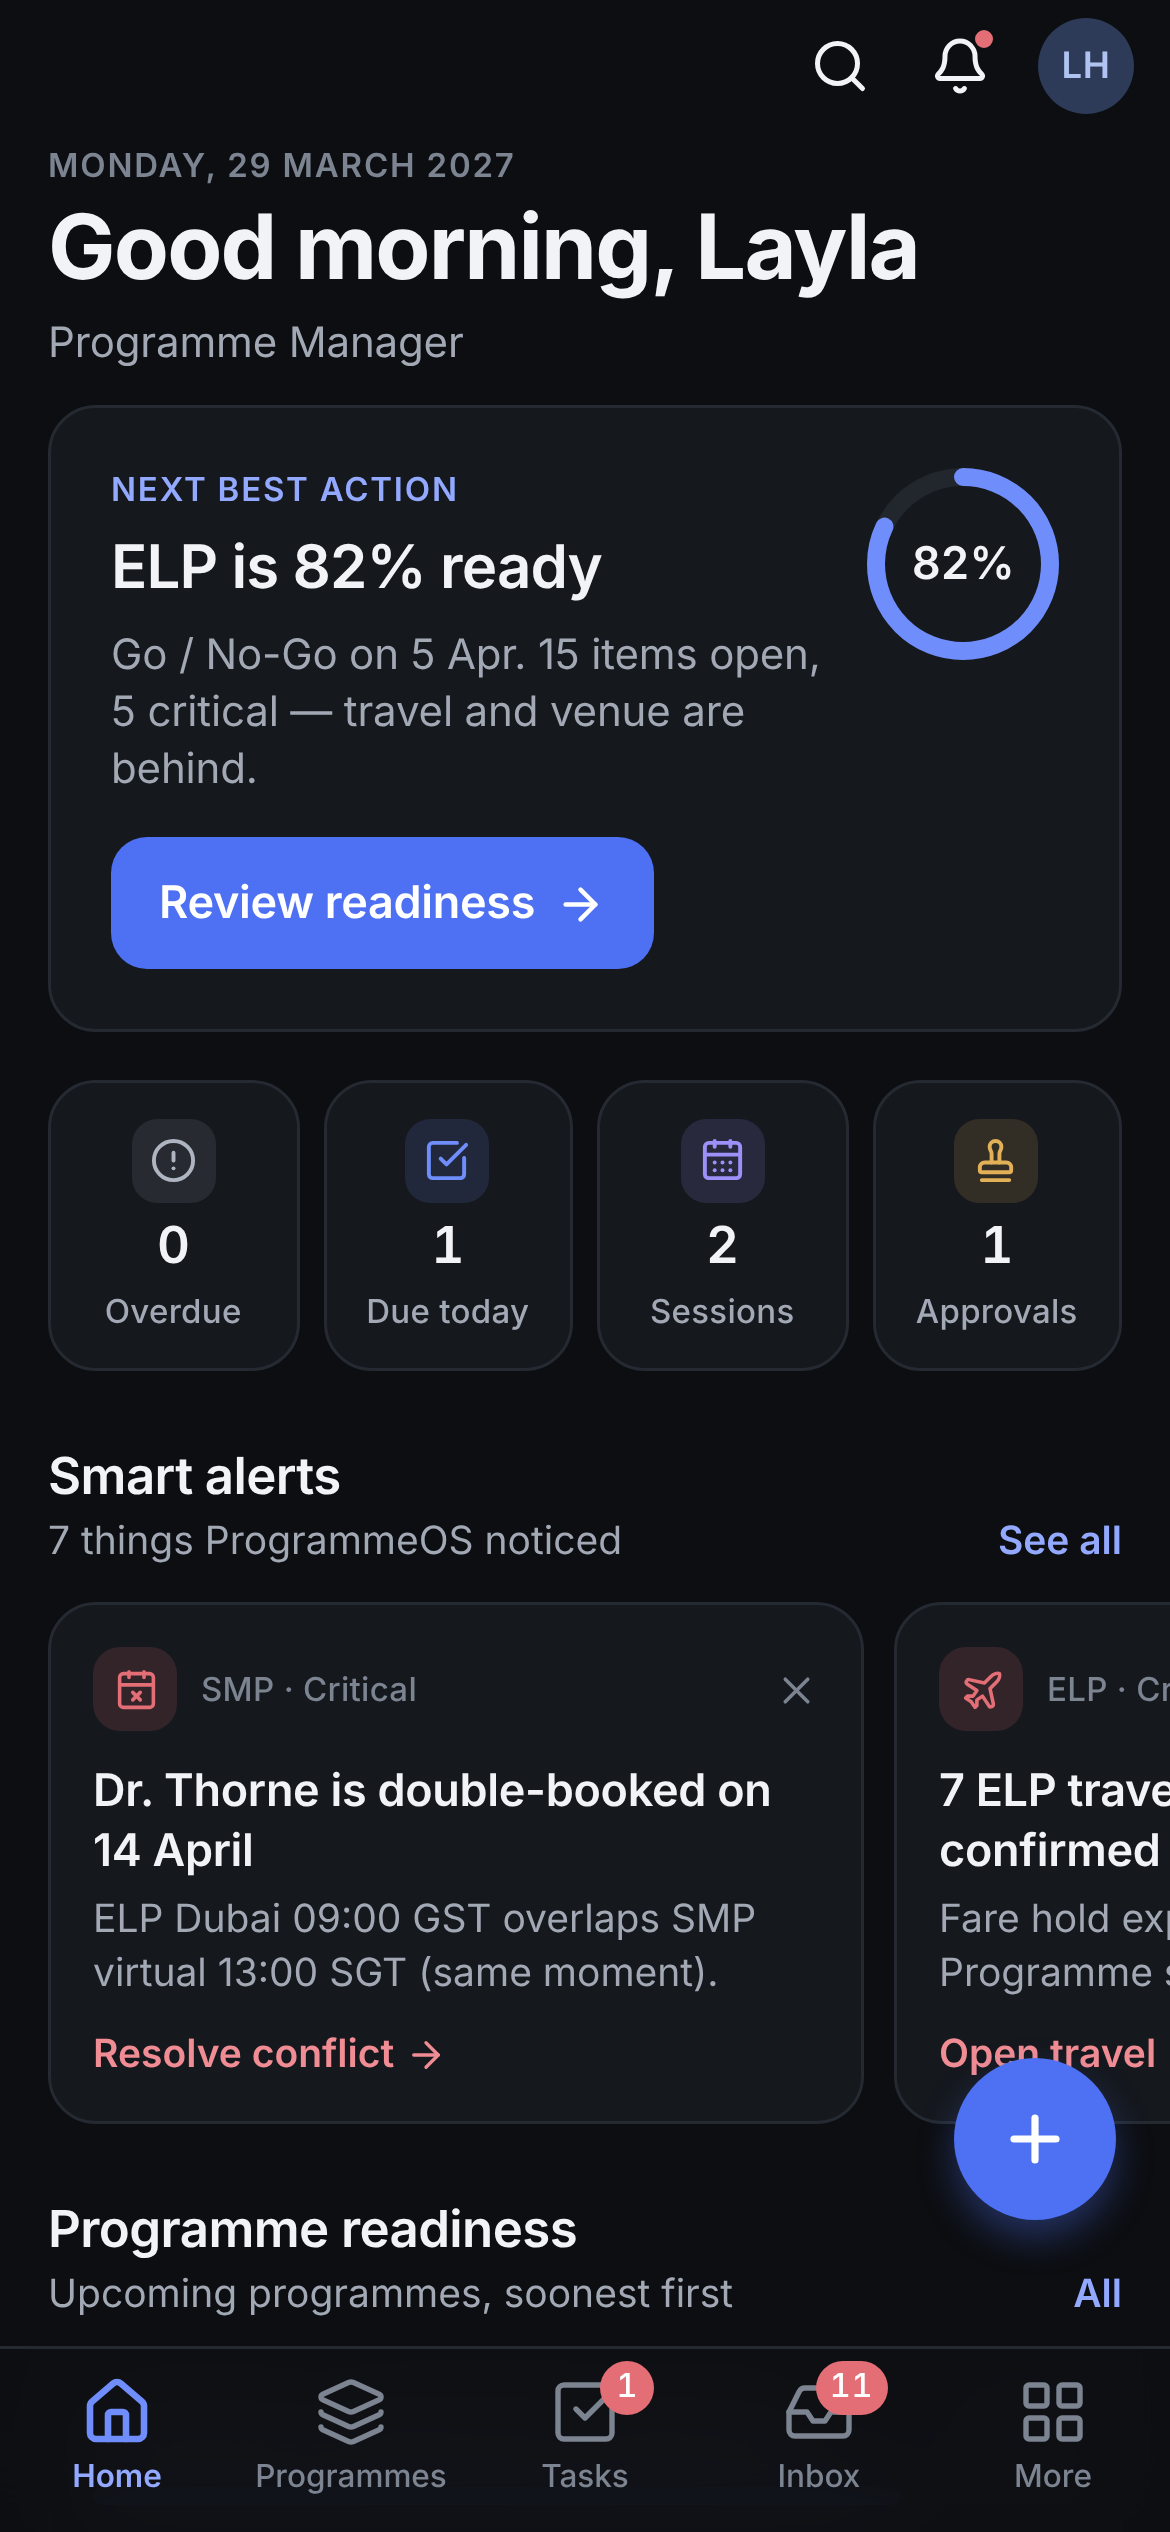 LH
MONDAY, 29 MARCH 2027
Good morning, Layla
Programme Manager
NEXT BEST ACTION
ELP is 82% ready
82%
Go / No-Go on 5 Apr. 15 items open,
5 critical — travel and venue are
behind.
Review readiness
0
Overdue
1
Due today
2
Sessions
1
Approvals
Smart alerts
7 things ProgrammeOS noticed
See all
SMP · Critical
Dr. Thorne is double-booked on
14 April
ELP Dubai 09:00 GST overlaps SMP
virtual 13:00 SGT (same moment).
Resolve conflict
ELP ·
7 ELP
confirmed
Fare hold
Programme
Open travel
Programme readiness
Upcoming programmes, soonest first
All
1
11
Home
Programmes
Tasks
Inbox
More